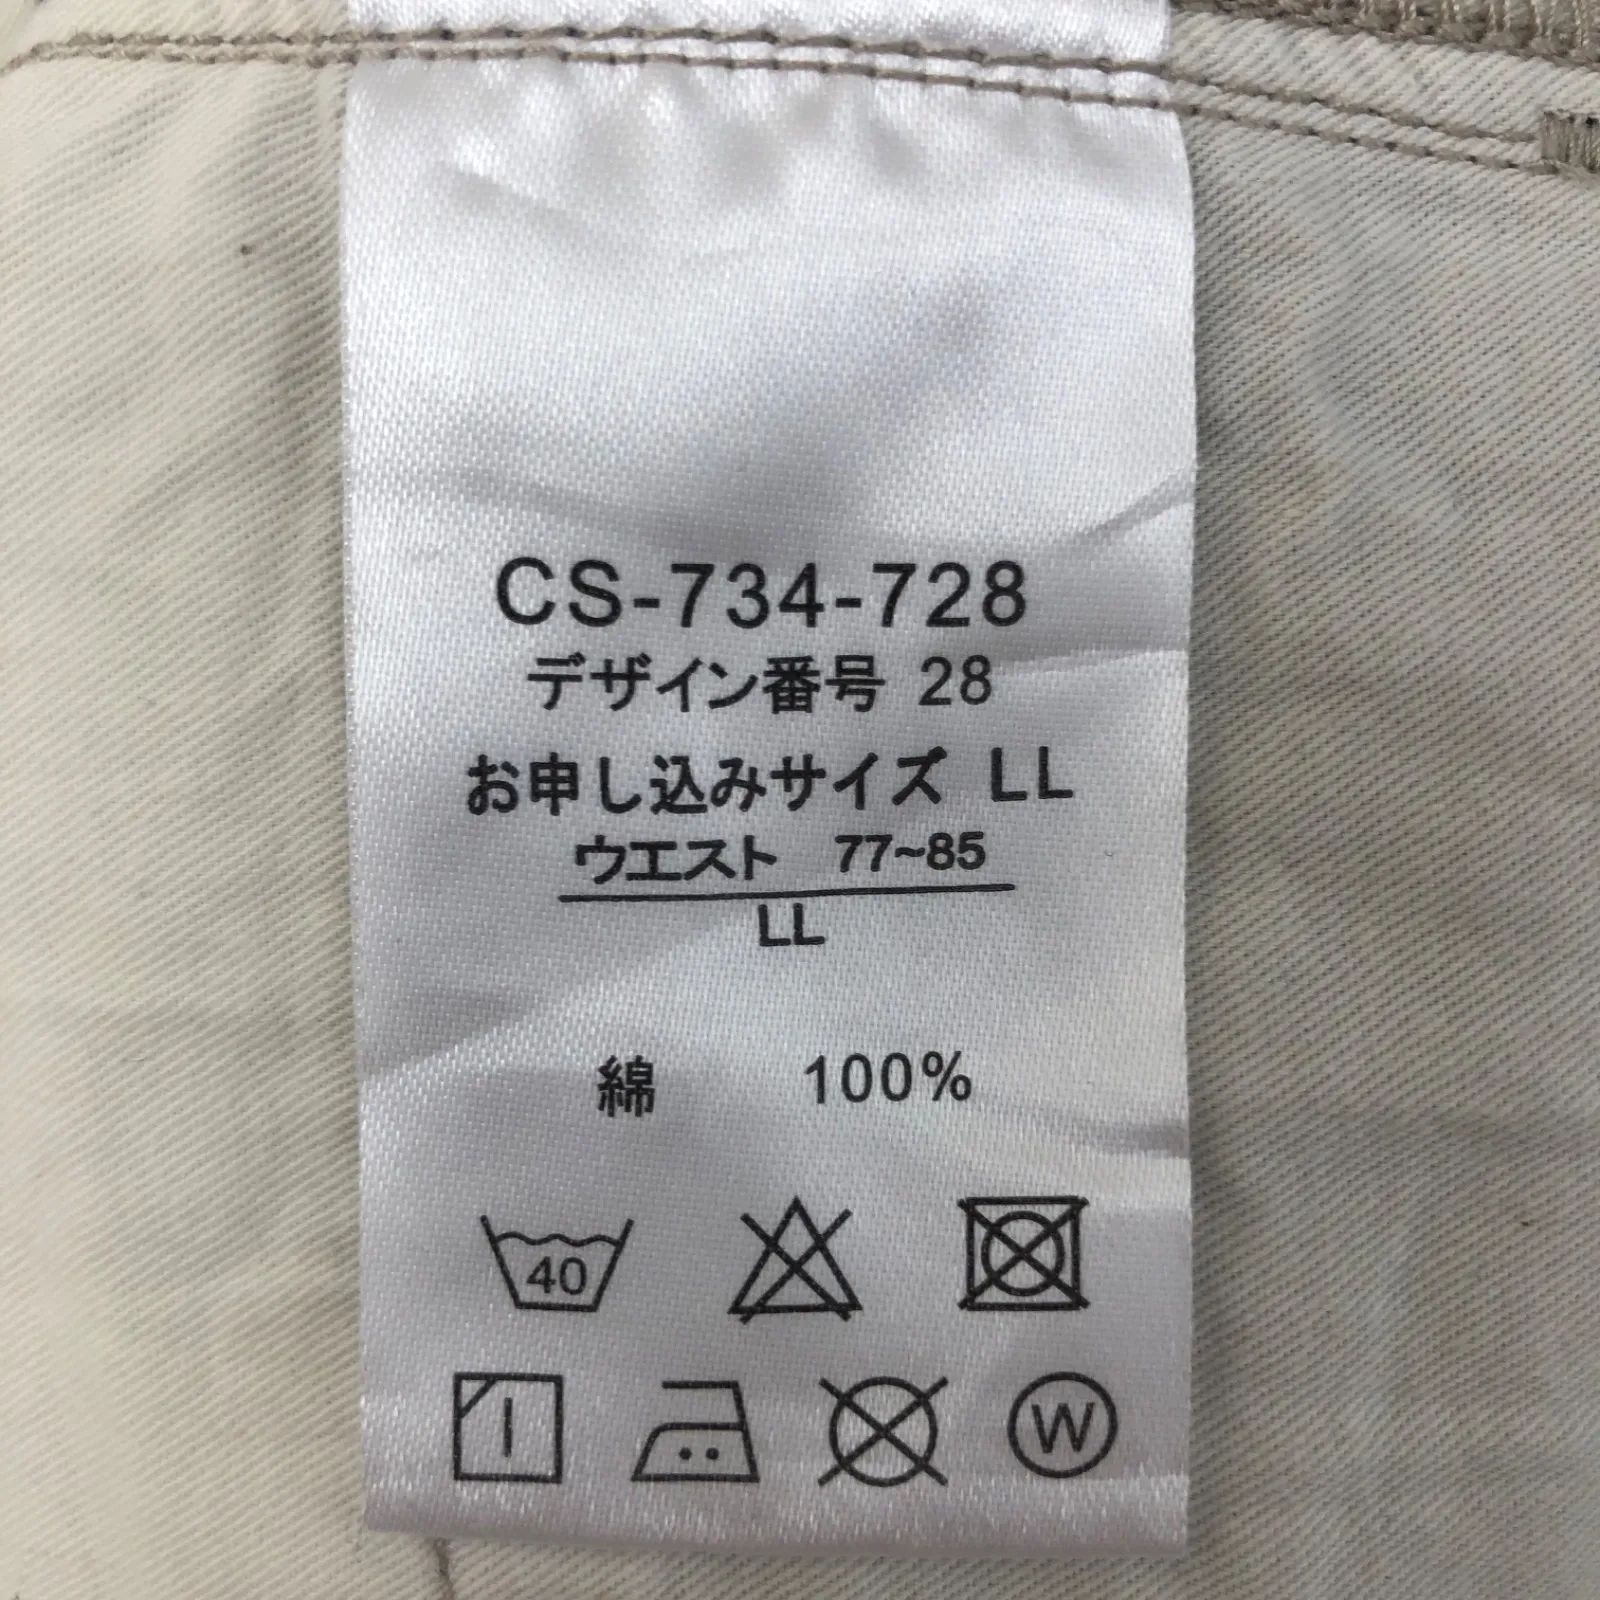 CS-734-728
デザイン番号 28
お申し込みサイズ LL
ウエスト 77~85
LL
綿 100%
40
W